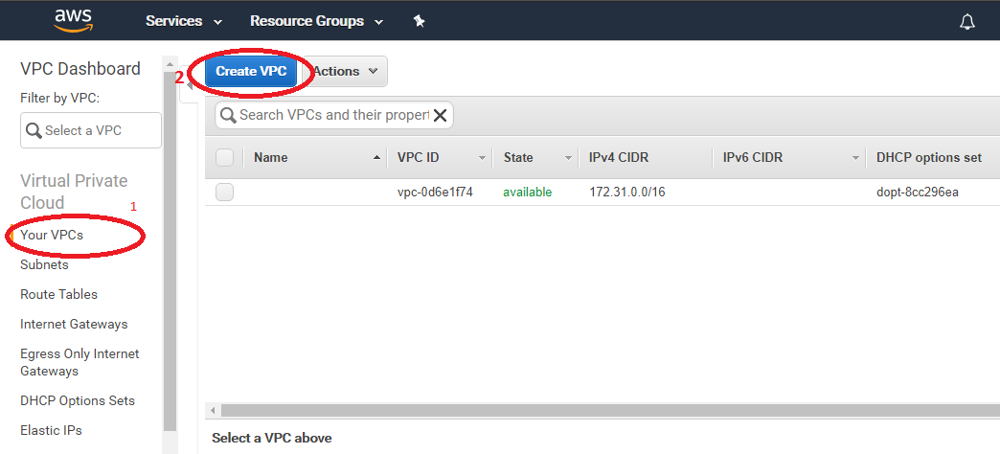 aws
Services
Resource Groups
VPC Dashboard
Filter by VPC:
Select a VPC
Virtual Private
Cloud
1
Your VPCs
Subnets
Route Tables
Internet Gateways
Egress Only Internet
Gateways
DHCP Options Sets
Elastic IPs
2
Create VPC
Actions
Search VPCs and their propert
Name VPC ID State IPv4 CIDR IPv6 CIDR DHCP options set
vpc-0d6e1f74 available 172.31.0.0/16 dopt-8cc296ea
Select a VPC above